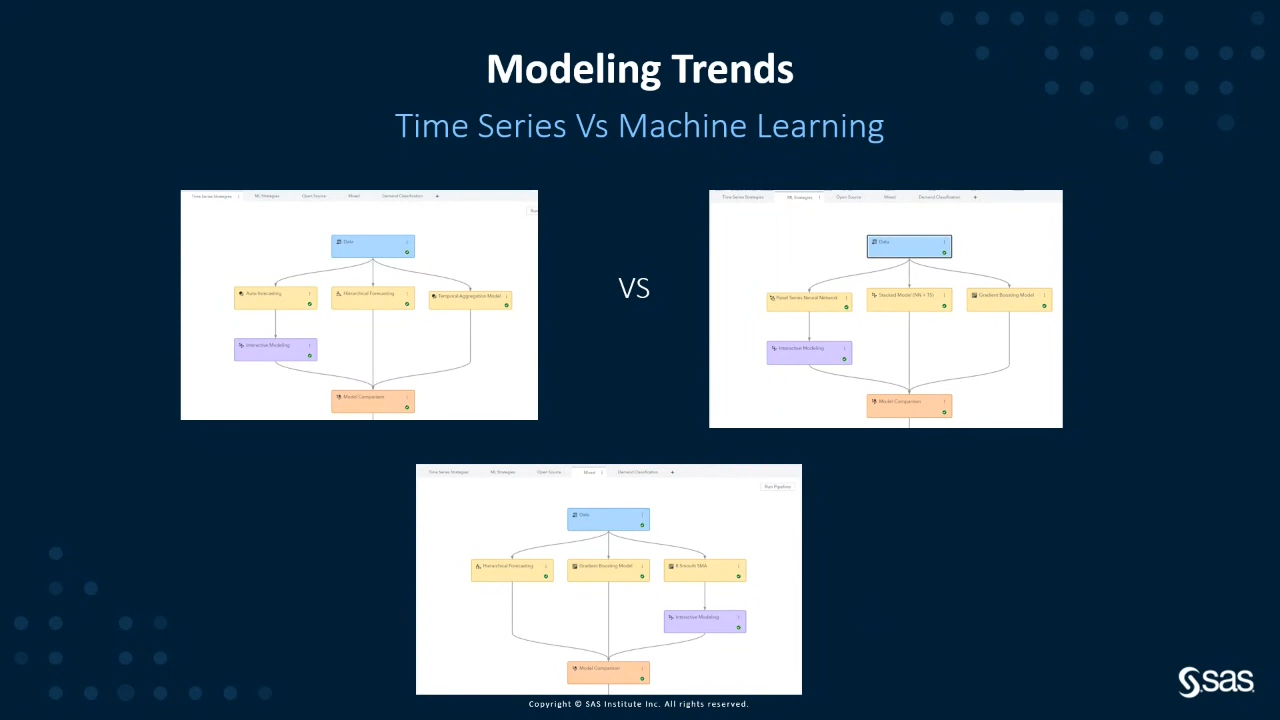 Modeling Trends
Time Series Vs Machine Learning
Time Series Strategies ML Strategies Open Source Mixed Demand Classification +
Run
Data
Auto-forecasting Hierarchical Forecasting Temporal Aggregation Model
Interactive Modeling
Model Comparison
VS
Time Series Strategies ML Strategies Open Source Mixed Demand Classification +
Data
Panel Series Neural Network Stacked Model (NN + TS) Gradient Boosting Model
Interactive Modeling
Model Comparison
Time Series Strategies ML Strategies Open Source Mixed Demand Classification +
Run Pipeline
Data
Hierarchical Forecasting Gradient Boosting Model R Smooth SMA
Interactive Modeling
Model Comparison
Copyright © SAS Institute Inc. All rights reserved.
sas